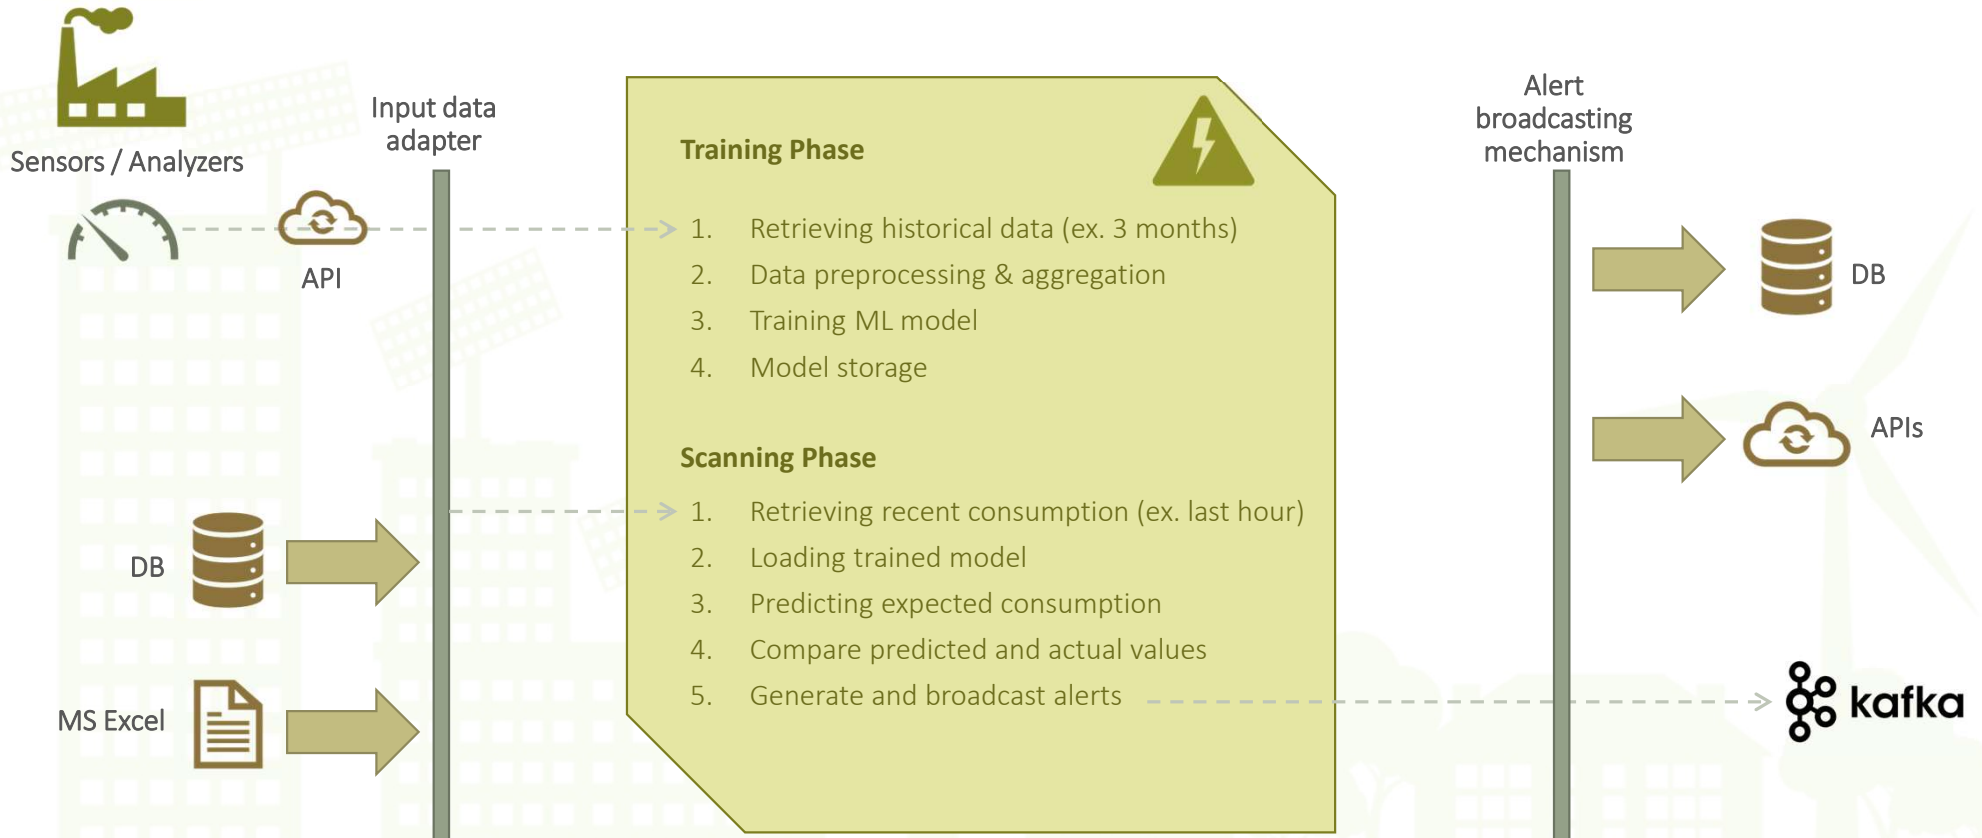 Sensors / Analyzers
API
Input data
adapter
DB
MS Excel
Training Phase
1. Retrieving historical data (ex. 3 months)
2. Data preprocessing & aggregation
3. Training ML model
4. Model storage
Scanning Phase
1. Retrieving recent consumption (ex. last hour)
2. Loading trained model
3. Predicting expected consumption
4. Compare predicted and actual values
5. Generate and broadcast alerts
Alert
broadcasting
mechanism
DB
APIs
kafka